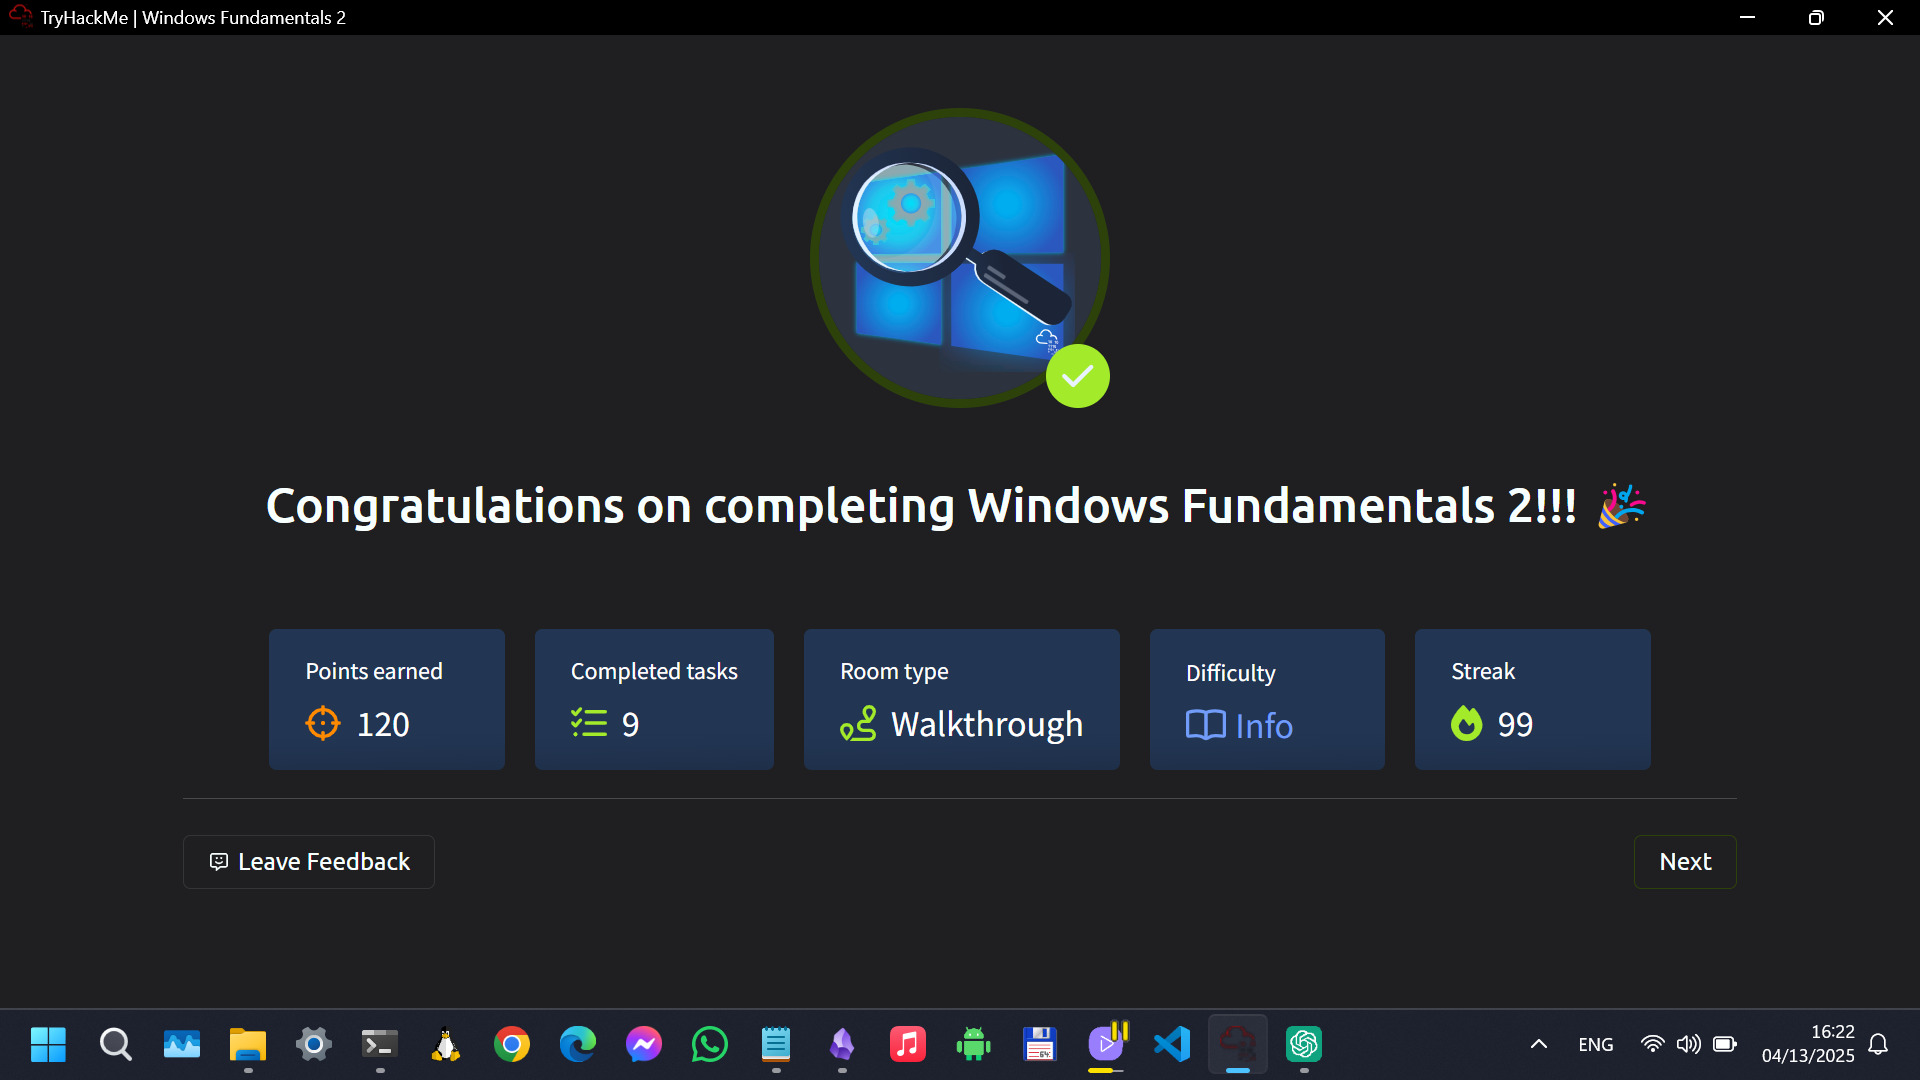 TryHackMe | Windows Fundamentals 2
Congratulations on completing Windows Fundamentals 2!!! 🎉
Points earned
120
Completed tasks
9
Room type
Walkthrough
Difficulty
Info
Streak
99
Leave Feedback
Next
64
ENG
16:22
04/13/2025